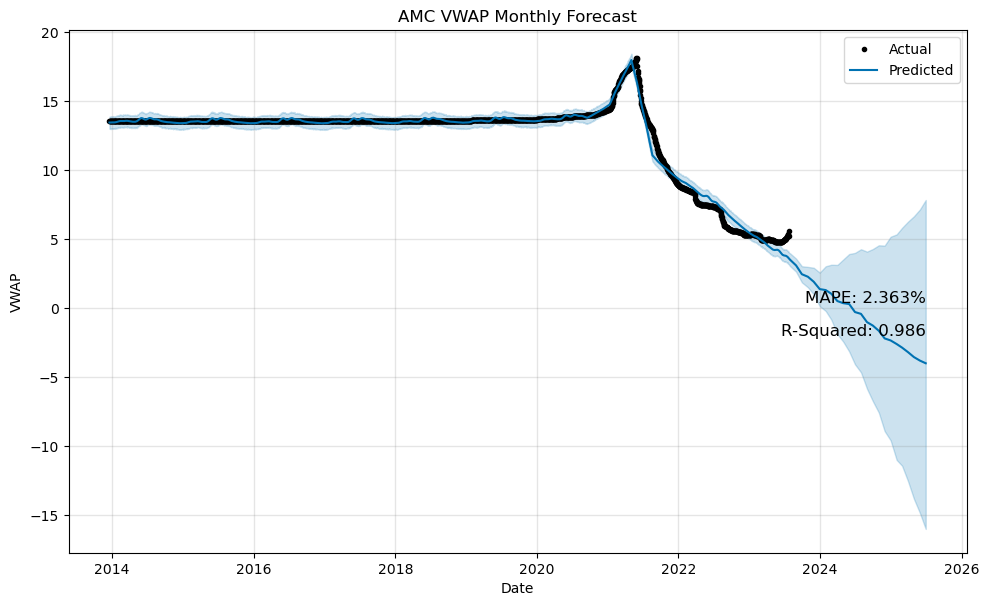 AMC VWAP Monthly Forecast
Actual
Predicted
VWAP
20
15
10
5
0
−5
−10
−15
MAPE: 2.363%
R-Squared: 0.986
2014
2016
2018
2020
2022
2024
2026
Date